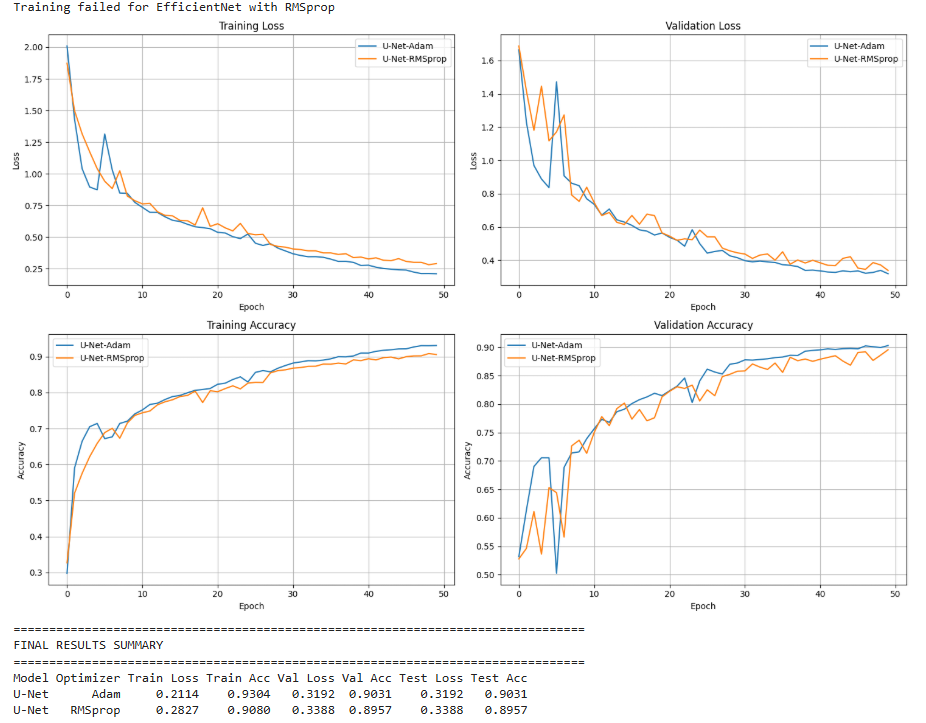 Training failed for EfficientNet with RMSprop
Training Loss
U-Net-Adam
U-Net-RMSprop
2.00
1.75
1.50
1.25
1.00
0.75
0.50
0.25
Loss
0 10 20 30 40 50
Epoch
Validation Loss
U-Net-Adam
U-Net-RMSprop
1.6
1.4
1.2
1.0
0.8
0.6
0.4
Loss
0 10 20 30 40 50
Epoch
Training Accuracy
U-Net-Adam
U-Net-RMSprop
0.9
0.8
0.7
0.6
0.5
0.4
0.3
Accuracy
0 10 20 30 40 50
Epoch
Validation Accuracy
U-Net-Adam
U-Net-RMSprop
0.90
0.85
0.80
0.75
0.70
0.65
0.60
0.55
0.50
Accuracy
0 10 20 30 40 50
Epoch
================================================================================
FINAL RESULTS SUMMARY
================================================================================
Model Optimizer Train Loss Train Acc Val Loss Val Acc Test Loss Test Acc
U-Net Adam 0.2114 0.9304 0.3192 0.9031 0.3192 0.9031
U-Net RMSprop 0.2827 0.9080 0.3388 0.8957 0.3388 0.8957